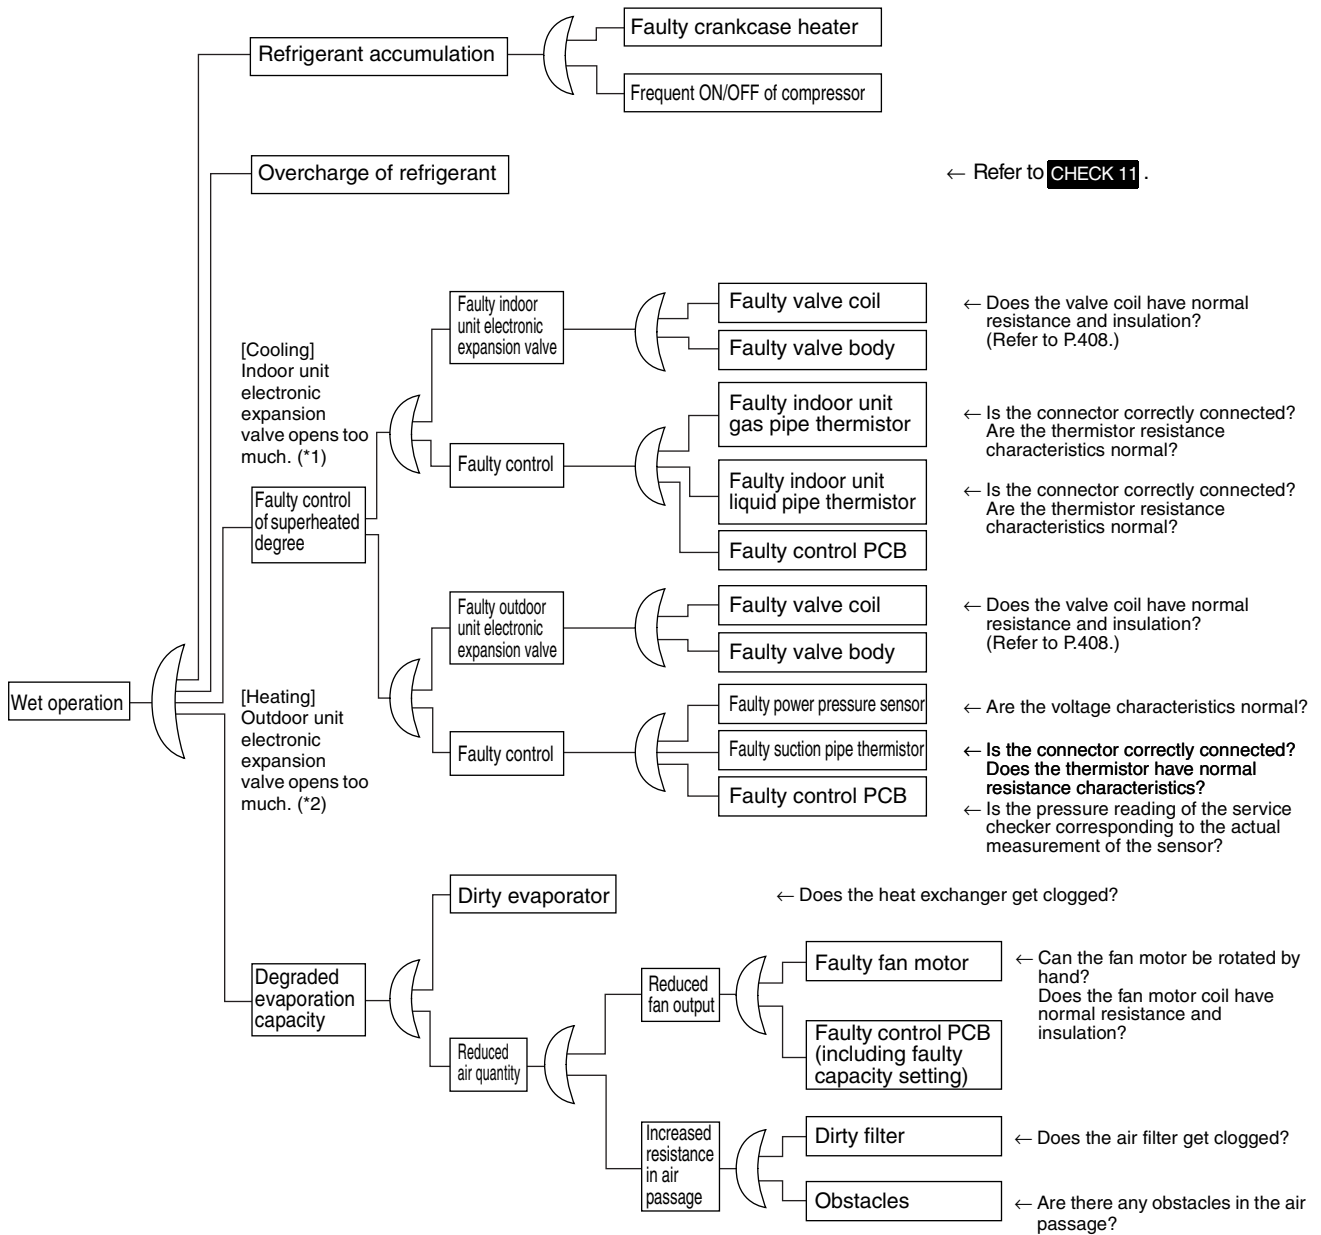 Refrigerant accumulation
Faulty crankcase heater
Frequent ON/OFF of compressor
Overcharge of refrigerant
← Refer to CHECK 11 .
[Cooling]
Indoor unit
electronic
expansion
valve opens too
much. (*1)
Faulty indoor
unit electronic
expansion valve
Faulty valve coil
← Does the valve coil have normal
resistance and insulation?
(Refer to P.408.)
Faulty valve body
Faulty control
Faulty indoor unit
gas pipe thermistor
← Is the connector correctly connected?
Are the thermistor resistance
characteristics normal?
Faulty indoor unit
liquid pipe thermistor
← Is the connector correctly connected?
Are the thermistor resistance
characteristics normal?
Faulty control PCB
Faulty control
of superheated
degree
Wet operation
[Heating]
Outdoor unit
electronic
expansion
valve opens too
much. (*2)
Faulty outdoor
unit electronic
expansion valve
Faulty valve coil
← Does the valve coil have normal
resistance and insulation?
(Refer to P.408.)
Faulty valve body
Faulty control
Faulty power pressure sensor
← Are the voltage characteristics normal?
Faulty suction pipe thermistor
← Is the connector correctly connected?
Does the thermistor have normal
resistance characteristics?
Faulty control PCB
← Is the pressure reading of the service
checker corresponding to the actual
measurement of the sensor?
Degraded
evaporation
capacity
Dirty evaporator
← Does the heat exchanger get clogged?
Reduced
air quantity
Reduced
fan output
Faulty fan motor
← Can the fan motor be rotated by
hand?
Does the fan motor coil have
normal resistance and
insulation?
Faulty control PCB
(including faulty
capacity setting)
Increased
resistance
in air
passage
Dirty filter
← Does the air filter get clogged?
Obstacles
← Are there any obstacles in the air
passage?